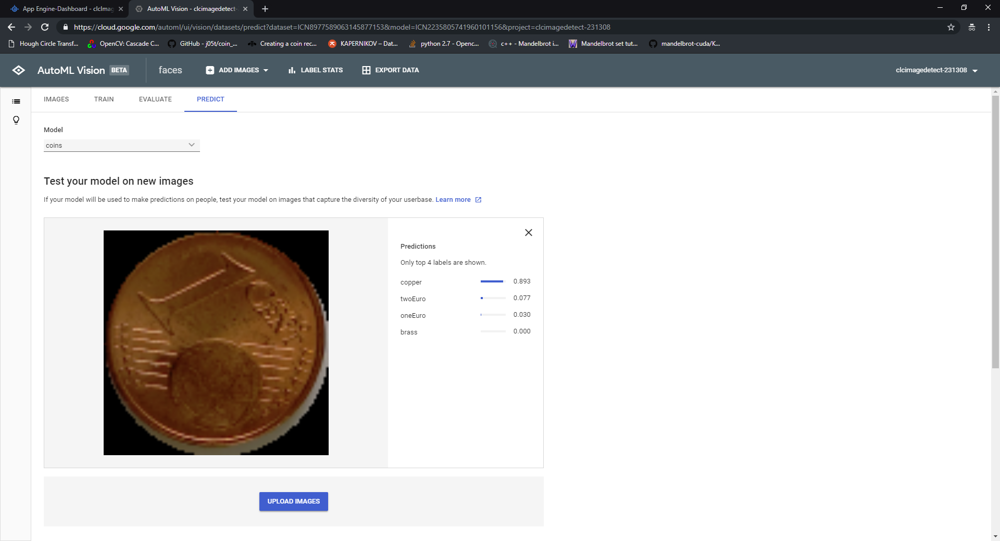 App Engine-Dashboard - clcImag
AutoML Vision - clcimagedetect-
https://cloud.google.com/automl/ui/vision/datasets/predict?dataset=ICN8977589063145877153&model=ICN2235805741960101156&project=clcimagedetect-231308
Hough Circle Transf... OpenCV: Cascade C... GitHub - j05t/coin_... Creating a coin rec... KAPERNIKOV – Dat... python 2.7 - Openc... c++ - Mandelbrot i... Mandelbrot set tut... mandelbrot-cuda/K...
AutoML Vision BETA faces ADD IMAGES LABEL STATS EXPORT DATA clcimagedetect-231308
IMAGES TRAIN EVALUATE PREDICT
Model
coins
Test your model on new images
If your model will be used to make predictions on people, test your model on images that capture the diversity of your userbase. Learn more
1
Predictions
Only top 4 labels are shown.
copper 0.893
twoEuro 0.077
oneEuro 0.030
brass 0.000
UPLOAD IMAGES